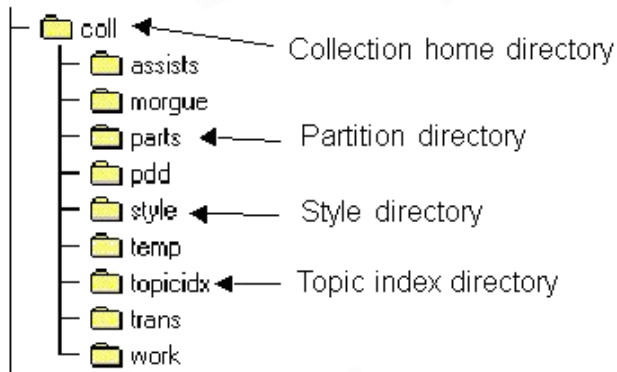 coll
Collection home directory
assists
morgue
parts
Partition directory
pdd
style
Style directory
temp
topicidx
Topic index directory
trans
work